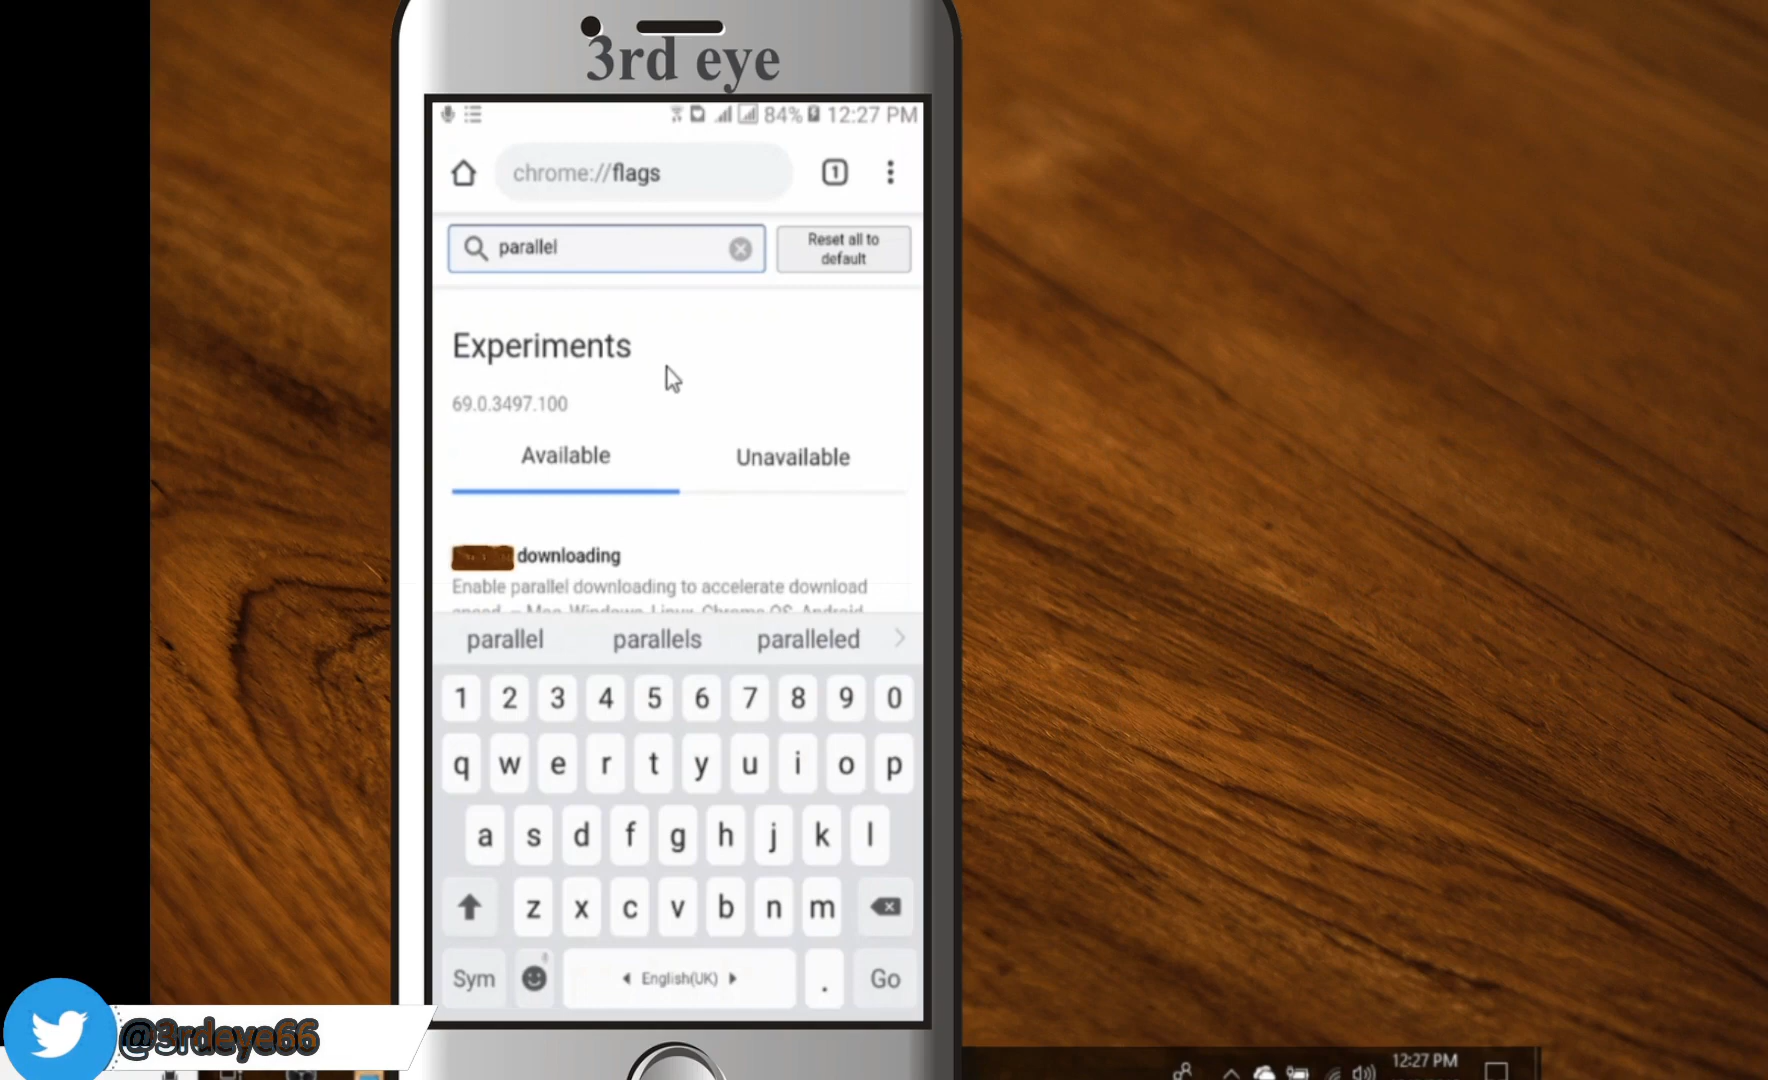 3rd eye
84% 12:27 PM
chrome://flags
1
parallel
Reset all to
default
Experiments
69.0.3497.100
Available
Unavailable
downloading
Enable parallel downloading to accelerate download
parallel parallels paralleled
1 2 3 4 5 6 7 8 9 0
q w e r t y u i o p
a s d f g h j k l
z x c v b n m
Sym English(UK) . Go
@3rdeye66
12:27 PM